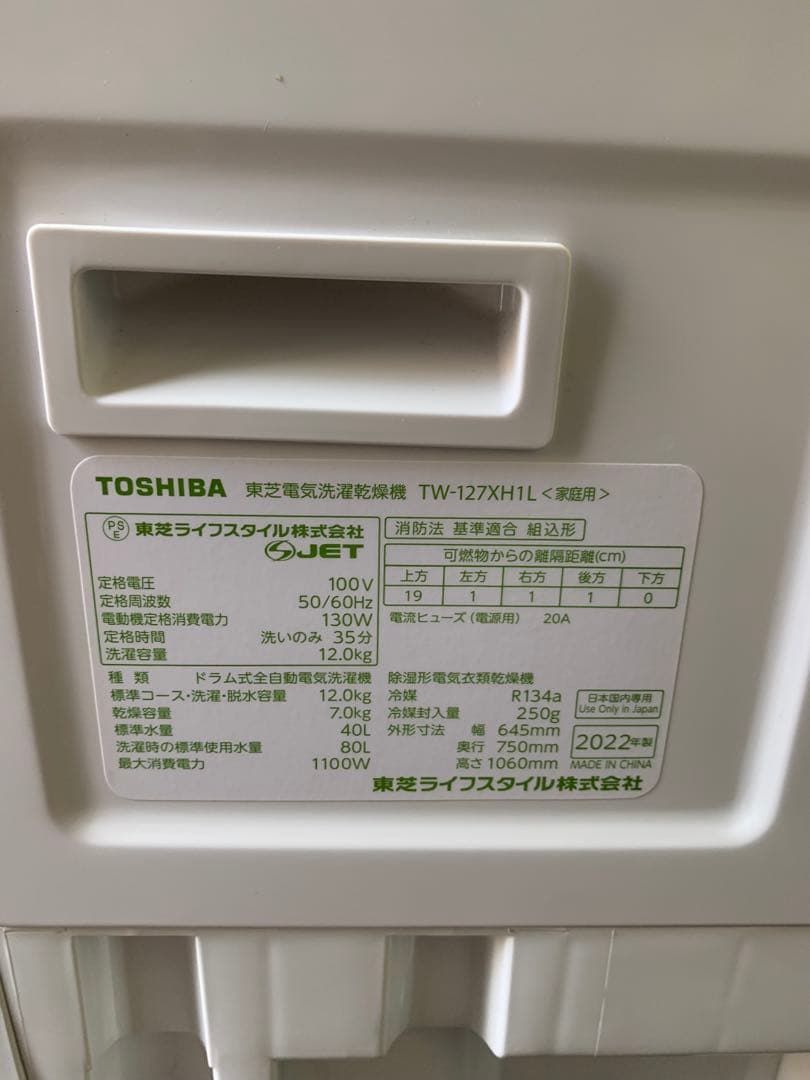 TOSHIBA 東芝電気洗濯乾燥機 TW-127XH1L<家庭用>
PSE 東芝ライフスタイル株式会社
JET
定格電圧 100V
定格周波数 50/60Hz
電動機定格消費電力 130W
定格時間 洗いのみ 35分
洗濯容量 12.0kg
消防法 基準適合 組込形
可燃物からの離隔距離(cm)
上方 左方 右方 後方 下方
19 1 1 1 0
電流ヒューズ(電源用) 20A
種類 ドラム式全自動電気洗濯機
標準コース・洗濯・脱水容量 12.0kg
乾燥容量 7.0kg
標準水量 40L
洗濯時の標準使用水量 80L
最大消費電力 1100W
除湿形電気衣類乾燥機
冷媒 R134a
冷媒封入量 250g
外形寸法 幅 645mm
奥行 750mm
高さ 1060mm
日本国内専用
Use Only in Japan
2022年製
MADE IN CHINA
東芝ライフスタイル株式会社